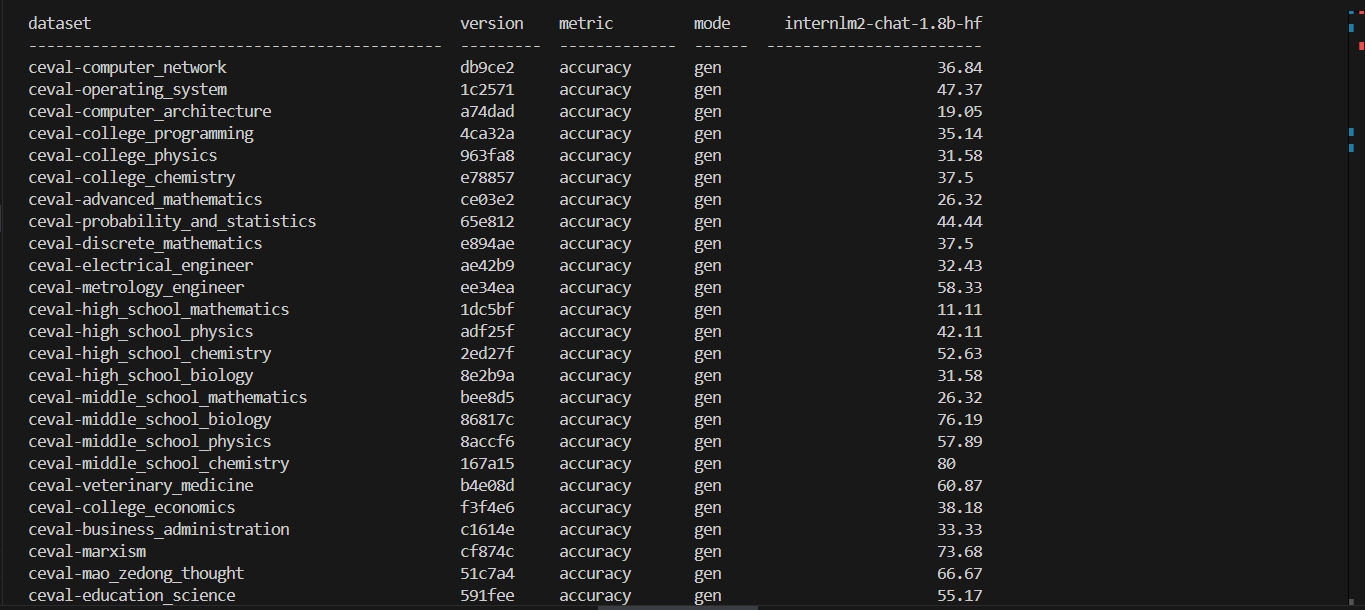 dataset version metric mode internlm2-chat-1.8b-hf
---------------------------------------------- --------- ------------- ------ ------------------------
ceval-computer_network db9ce2 accuracy gen 36.84
ceval-operating_system 1c2571 accuracy gen 47.37
ceval-computer_architecture a74dad accuracy gen 19.05
ceval-college_programming 4ca32a accuracy gen 35.14
ceval-college_physics 963fa8 accuracy gen 31.58
ceval-college_chemistry e78857 accuracy gen 37.5
ceval-advanced_mathematics ce03e2 accuracy gen 26.32
ceval-probability_and_statistics 65e812 accuracy gen 44.44
ceval-discrete_mathematics e894ae accuracy gen 37.5
ceval-electrical_engineer ae42b9 accuracy gen 32.43
ceval-metrology_engineer ee34ea accuracy gen 58.33
ceval-high_school_mathematics 1dc5bf accuracy gen 11.11
ceval-high_school_physics adf25f accuracy gen 42.11
ceval-high_school_chemistry 2ed27f accuracy gen 52.63
ceval-high_school_biology 8e2b9a accuracy gen 31.58
ceval-middle_school_mathematics bee8d5 accuracy gen 26.32
ceval-middle_school_biology 86817c accuracy gen 76.19
ceval-middle_school_physics 8accf6 accuracy gen 57.89
ceval-middle_school_chemistry 167a15 accuracy gen 80
ceval-veterinary_medicine b4e08d accuracy gen 60.87
ceval-college_economics f3f4e6 accuracy gen 38.18
ceval-business_administration c1614e accuracy gen 33.33
ceval-marxism cf874c accuracy gen 73.68
ceval-mao_zedong_thought 51c7a4 accuracy gen 66.67
ceval-education_science 591fee accuracy gen 55.17